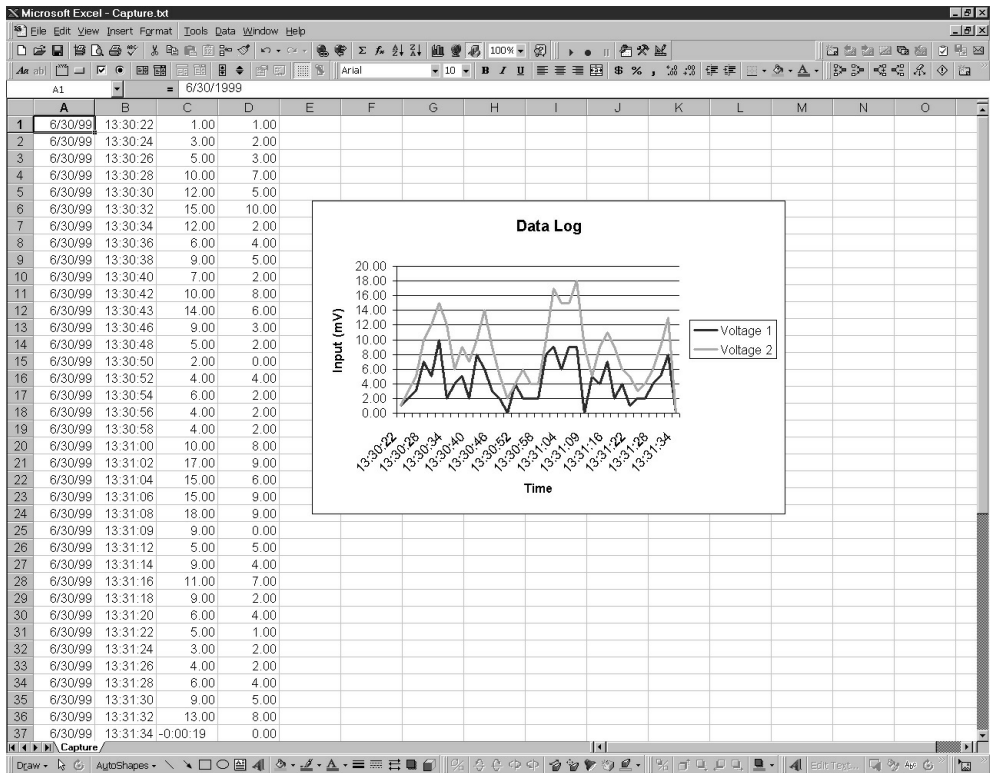 Microsoft Excel - Capture.txt
File Edit View Insert Format Tools Data Window Help
100%
Arial 10 B I U $ % ,
A1 = 6/30/1999
A B C D E F G H I J K L M N O
1 6/30/99 13:30:22 1.00 1.00
2 6/30/99 13:30:24 3.00 2.00
3 6/30/99 13:30:26 5.00 3.00
4 6/30/99 13:30:28 10.00 7.00
5 6/30/99 13:30:30 12.00 5.00
6 6/30/99 13:30:32 15.00 10.00
7 6/30/99 13:30:34 12.00 2.00
8 6/30/99 13:30:36 6.00 4.00
9 6/30/99 13:30:38 9.00 5.00
10 6/30/99 13:30:40 7.00 2.00
11 6/30/99 13:30:42 10.00 8.00
12 6/30/99 13:30:43 14.00 6.00
13 6/30/99 13:30:46 9.00 3.00
14 6/30/99 13:30:48 5.00 2.00
15 6/30/99 13:30:50 2.00 0.00
16 6/30/99 13:30:52 4.00 4.00
17 6/30/99 13:30:54 6.00 2.00
18 6/30/99 13:30:56 4.00 2.00
19 6/30/99 13:30:58 4.00 2.00
20 6/30/99 13:31:00 10.00 8.00
21 6/30/99 13:31:02 17.00 9.00
22 6/30/99 13:31:04 15.00 6.00
23 6/30/99 13:31:06 15.00 9.00
24 6/30/99 13:31:08 18.00 9.00
25 6/30/99 13:31:09 9.00 0.00
26 6/30/99 13:31:12 5.00 5.00
27 6/30/99 13:31:14 9.00 4.00
28 6/30/99 13:31:16 11.00 7.00
29 6/30/99 13:31:18 9.00 2.00
30 6/30/99 13:31:20 6.00 4.00
31 6/30/99 13:31:22 5.00 1.00
32 6/30/99 13:31:24 3.00 2.00
33 6/30/99 13:31:26 4.00 2.00
34 6/30/99 13:31:28 6.00 4.00
35 6/30/99 13:31:30 9.00 5.00
36 6/30/99 13:31:32 13.00 8.00
37 6/30/99 13:31:34 -0:00:19 0.00
Data Log
Input (mV)
20.00
18.00
16.00
14.00
12.00
10.00
8.00
6.00
4.00
2.00
0.00
13:30:22 13:30:28 13:30:34 13:30:40 13:30:46 13:30:52 13:30:58 13:31:04 13:31:09 13:31:16 13:31:22 13:31:28 13:31:34
Time
Voltage 1
Voltage 2
Capture
Draw AutoShapes Edit Text...